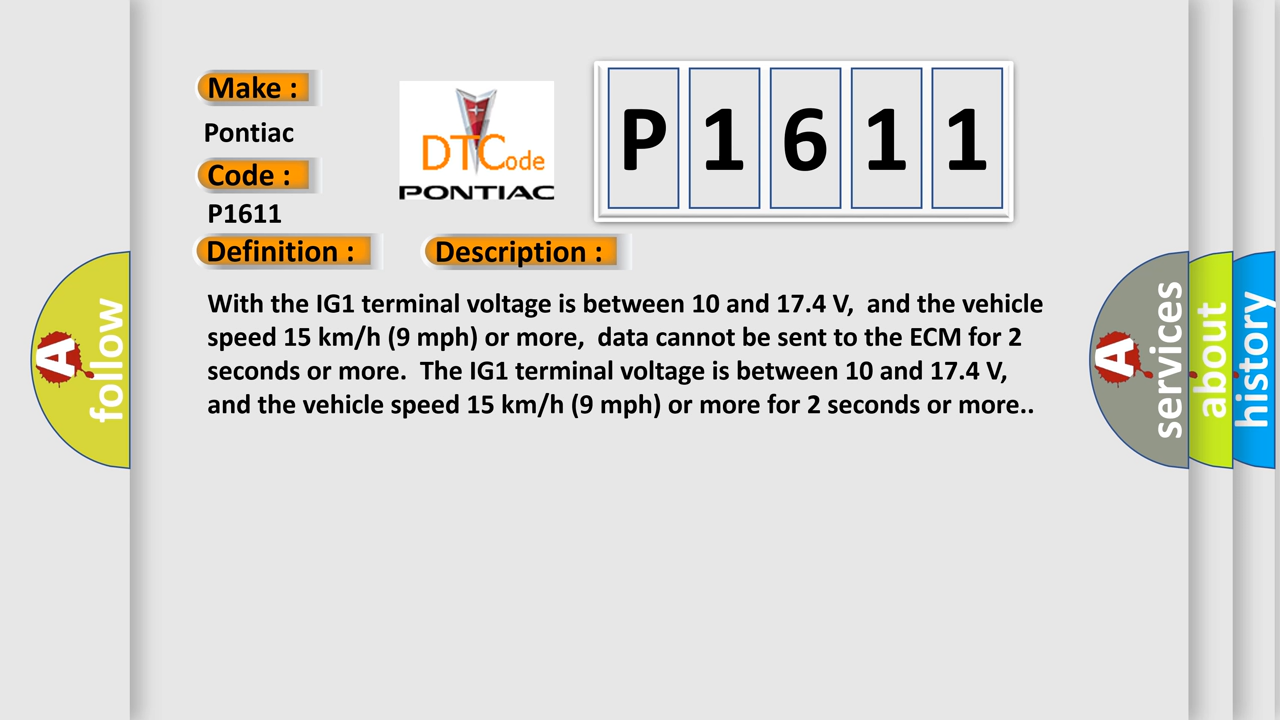 Make :
Pontiac
Code :
P1611
Definition :
Description :
DTCode
PONTIAC
P 1 6 1 1
With the IG1 terminal voltage is between 10 and 17.4 V,  and the vehicle
speed 15 km/h (9 mph) or more,  data cannot be sent to the ECM for 2
seconds or more.  The IG1 terminal voltage is between 10 and 17.4 V,
and the vehicle speed 15 km/h (9 mph) or more for 2 seconds or more..
A
follow
A
services
about
history